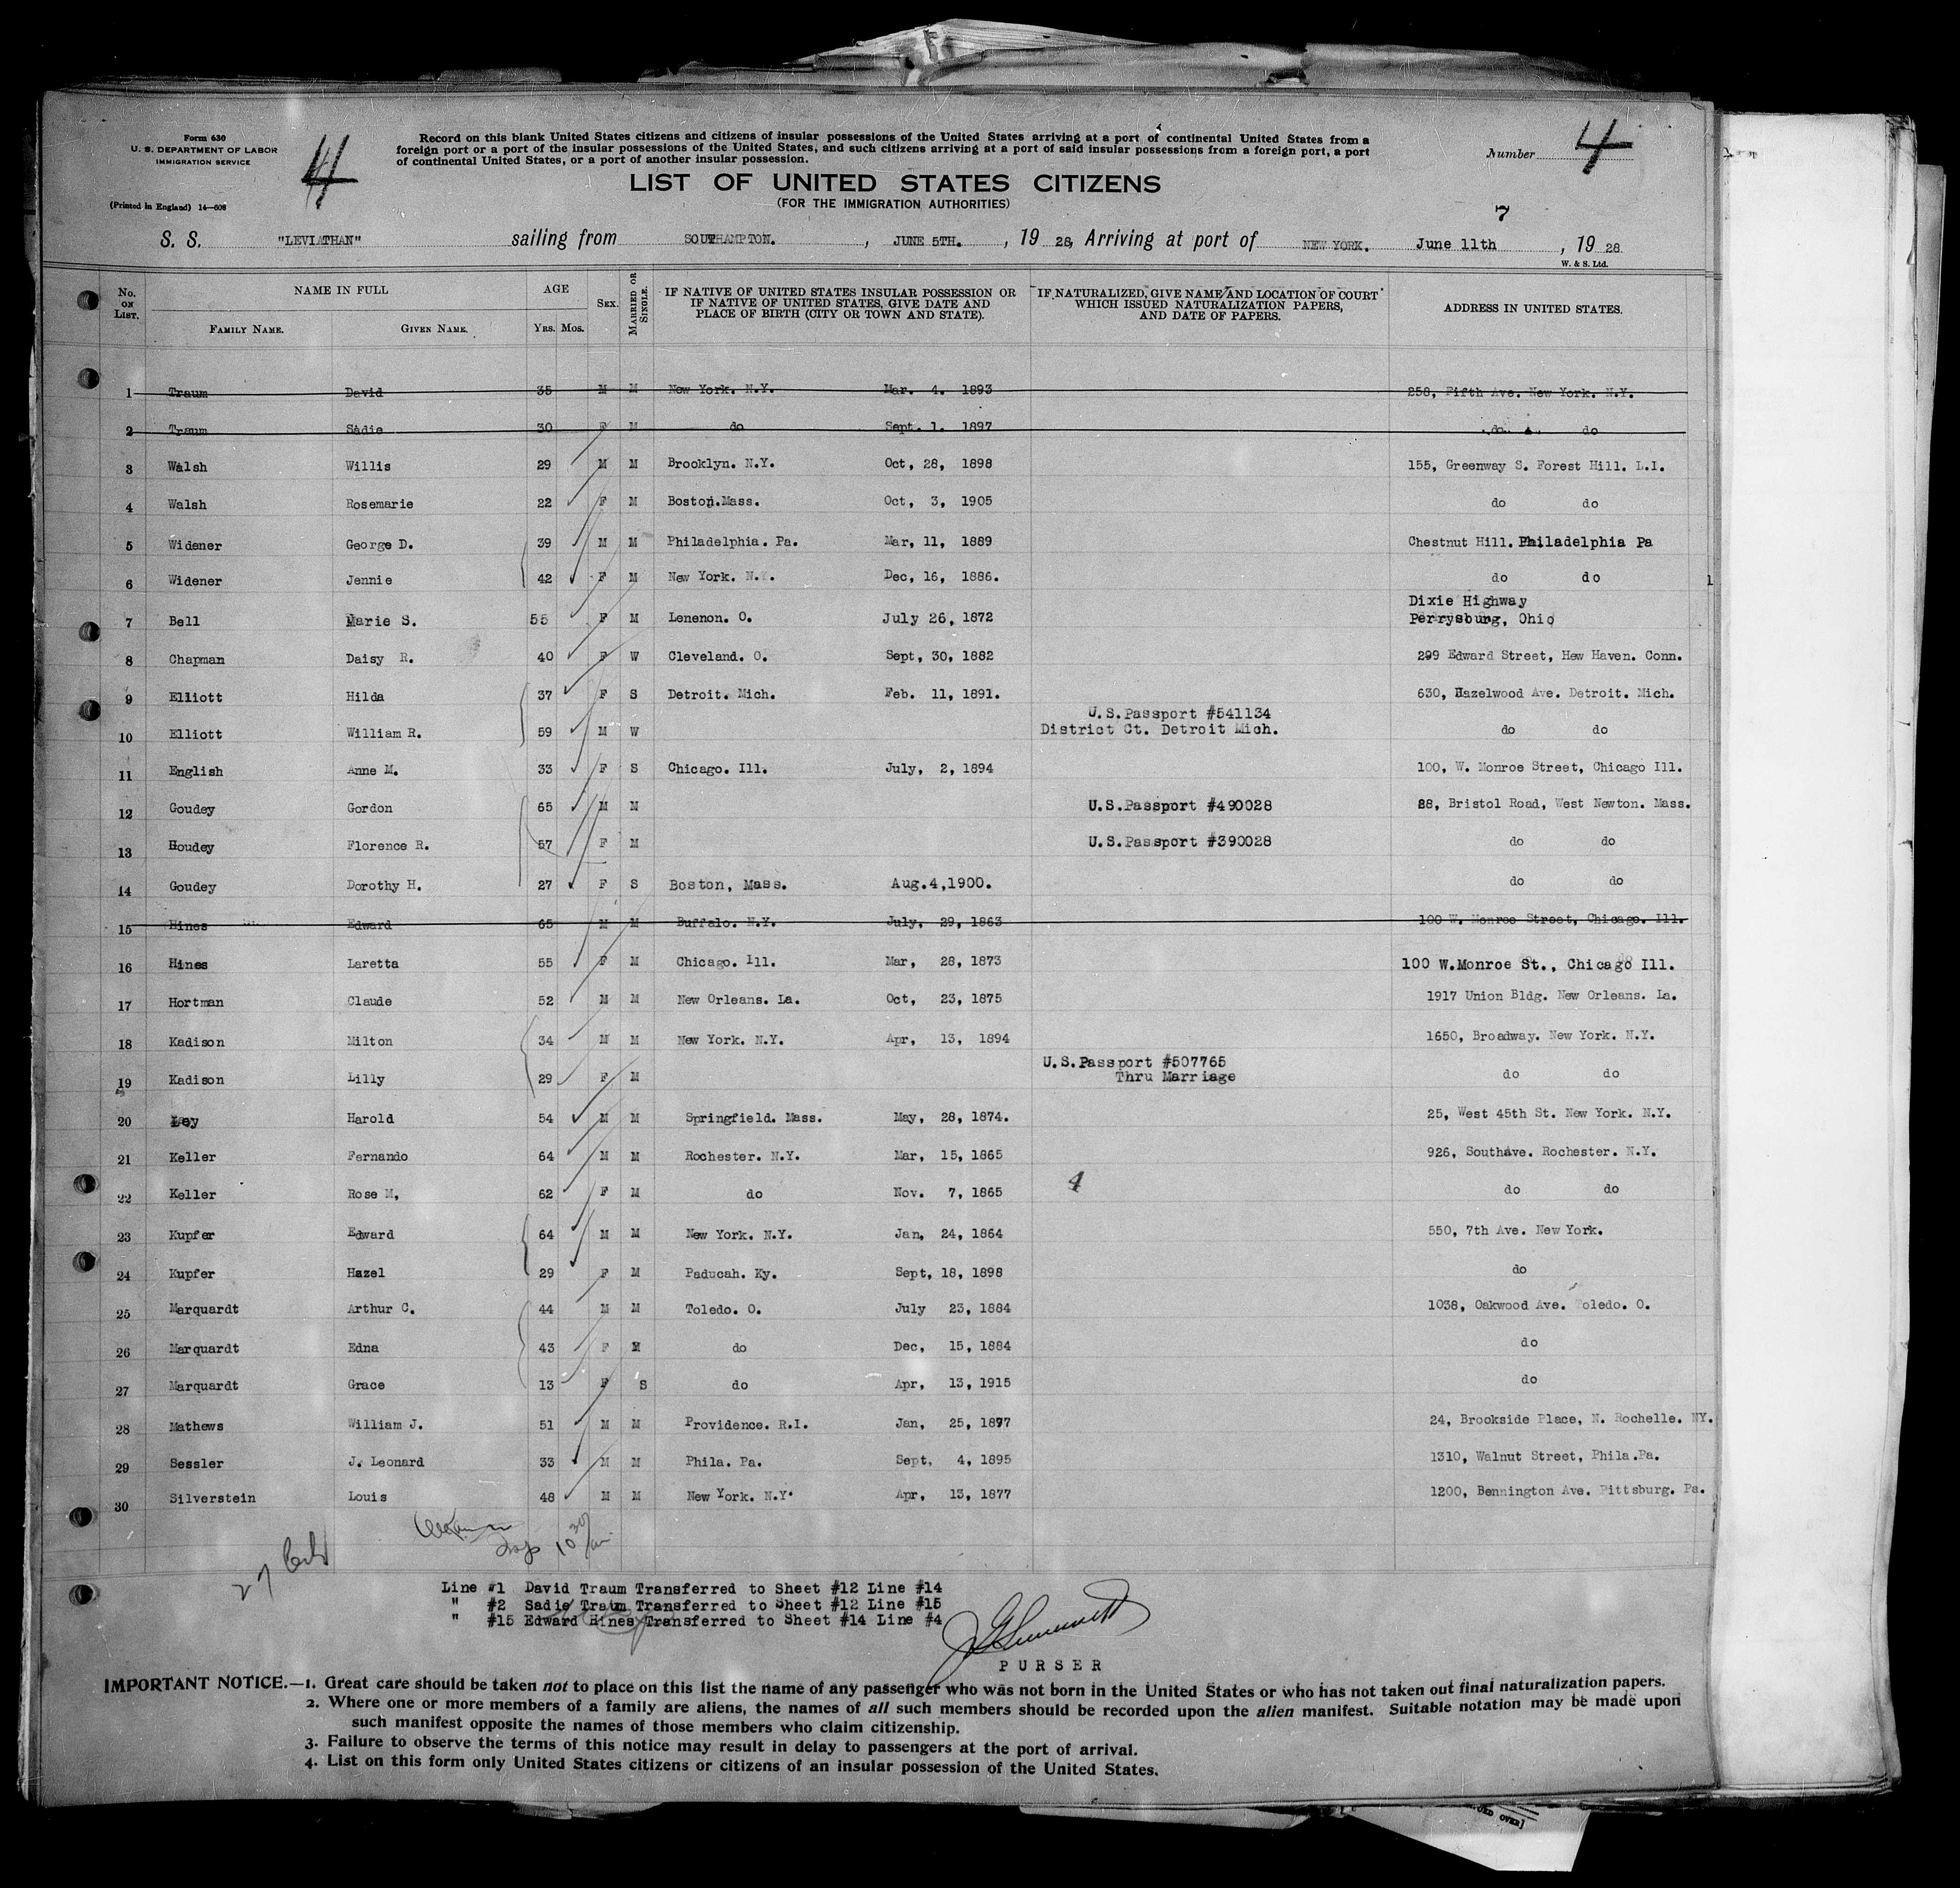 Form 630
U. S. DEPARTMENT OF LABOR
IMMIGRATION SERVICE
(Printed in England) 14—608
4
Record on this blank United States citizens and citizens of insular possessions of the United States arriving at a port of continental United States from a
foreign port or a port of the insular possessions of the United States, and such citizens arriving at a port of said insular possessions from a foreign port, a port
of continental United States, or a port of another insular possession.
Number 4
LIST OF UNITED STATES CITIZENS
(FOR THE IMMIGRATION AUTHORITIES)
7
S. S. "LEVIATHAN" sailing from SOUTHAMPTON. , JUNE 5TH. , 19 28, Arriving at port of NEW YORK. June 11th , 19 28
W. & S. Ltd.
No. ON LIST. NAME IN FULL FAMILY NAME. GIVEN NAME. AGE YRS. MOS. SEX. MARRIED OR SINGLE. IF NATIVE OF UNITED STATES INSULAR POSSESSION OR IF NATIVE OF UNITED STATES, GIVE DATE AND PLACE OF BIRTH (CITY OR TOWN AND STATE). IF NATURALIZED, GIVE NAME AND LOCATION OF COURT WHICH ISSUED NATURALIZATION PAPERS, AND DATE OF PAPERS. ADDRESS IN UNITED STATES.
1 Traum David 35 M M New York. N.Y. Mar. 4. 1893 258, Fifth Ave. New York. N.Y.
2 Traum Sadie 30 F M do Sept. 1. 1897 do do
3 Walsh Willis 29 M M Brooklyn. N.Y. Oct, 28, 1898 155, Greenway S. Forest Hill. L.I.
4 Walsh Rosemarie 22 F M Boston.Mass. Oct, 3, 1905 do do
5 Widener George D. 39 M M Philadelphia. Pa. Mar, 11, 1889 Chestnut Hill. Philadelphia Pa
6 Widener Jennie 42 F M New York. N.Y. Dec, 16, 1886. do do
7 Bell Marie S. 55 F M Lenenon. O. July 26, 1872 Dixie Highway
Perrysburg, Ohio
8 Chapman Daisy R. 40 F W Cleveland. O. Sept, 30, 1882 299 Edward Street, Hew Haven. Conn.
9 Elliott Hilda 37 F S Detroit. Mich. Feb. 11, 1891. 630, Hazelwood Ave. Detroit. Mich.
U.S.Passport #541134
10 Elliott William R. 59 M W District Ct. Detroit Mich. do do
11 English Anne M. 33 F S Chicago. Ill. July, 2, 1894 100, W. Monroe Street, Chicago Ill.
12 Goudey Gordon 65 M M U.S.Passport #490028 88, Bristol Road, West Newton. Mass.
13 Houdey Florence R. 57 F M U.S.Passport #390028 do do
14 Goudey Dorothy H. 27 F S Boston, Mass. Aug.4,1900. do do
15 Hines Edward 65 M M Buffalo. N.Y. July, 29, 1863 100 W. Monroe Street, Chicago. Ill.
16 Hines Laretta 55 F M Chicago. Ill. Mar, 28, 1873 100 W.Monroe St., Chicago Ill.
17 Hortman Claude 52 M M New Orleans. La. Oct, 23, 1875 1917 Union Bldg. New Orleans. La.
18 Kadison Milton 34 M M New York. N.Y. Apr, 13, 1894 1650, Broadway. New York. N.Y.
U.S.Passport #507765
19 Kadison Lilly 29 F M Thru Marriage do do
20 Ley Harold 54 M M Springfield. Mass. May, 28, 1874. 25, West 45th St. New York. N.Y.
21 Keller Fernando 64 M M Rochester. N.Y. Mar, 15, 1865 926, Southave. Rochester. N.Y.
22 Keller Rose M, 62 F M do Nov. 7, 1865 4 do do
23 Kupfer Edward 64 M M New York. N.Y. Jan, 24, 1864 550, 7th Ave. New York.
24 Kupfer Hazel 29 F M Paducah. Ky. Sept, 18, 1898 do
25 Marquardt Arthur C. 44 M M Toledo. O. July 23, 1884 1038, Oakwood Ave. Toledo. O.
26 Marquardt Edna 43 F M do Dec, 15, 1884 do
27 Marquardt Grace 13 F S do Apr, 13, 1915 do
28 Mathews William J. 51 M M Providence. R.I. Jan, 25, 1877 24, Brookside Place, N. Rochelle. NY.
29 Sessler J. Leonard 33 M M Phila. Pa. Sept, 4, 1895 1310, Walnut Street, Phila.Pa.
30 Silverstein Louis 48 M M New York. N.Y. Apr, 13, 1877 1200, Bennington Ave. Pittsburg. Pa.
27
Line #1 David Traum Transferred to Sheet #12 Line #14
" #2 Sadie Traum Transferred to Sheet #12 Line #15
" #15 Edward Hines Transferred to Sheet #14 Line #4
PURSER
IMPORTANT NOTICE.—1. Great care should be taken not to place on this list the name of any passenger who was not born in the United States or who has not taken out final naturalization papers.
2. Where one or more members of a family are aliens, the names of all such members should be recorded upon the alien manifest. Suitable notation may be made upon
such manifest opposite the names of those members who claim citizenship.
3. Failure to observe the terms of this notice may result in delay to passengers at the port of arrival.
4. List on this form only United States citizens or citizens of an insular possession of the United States.